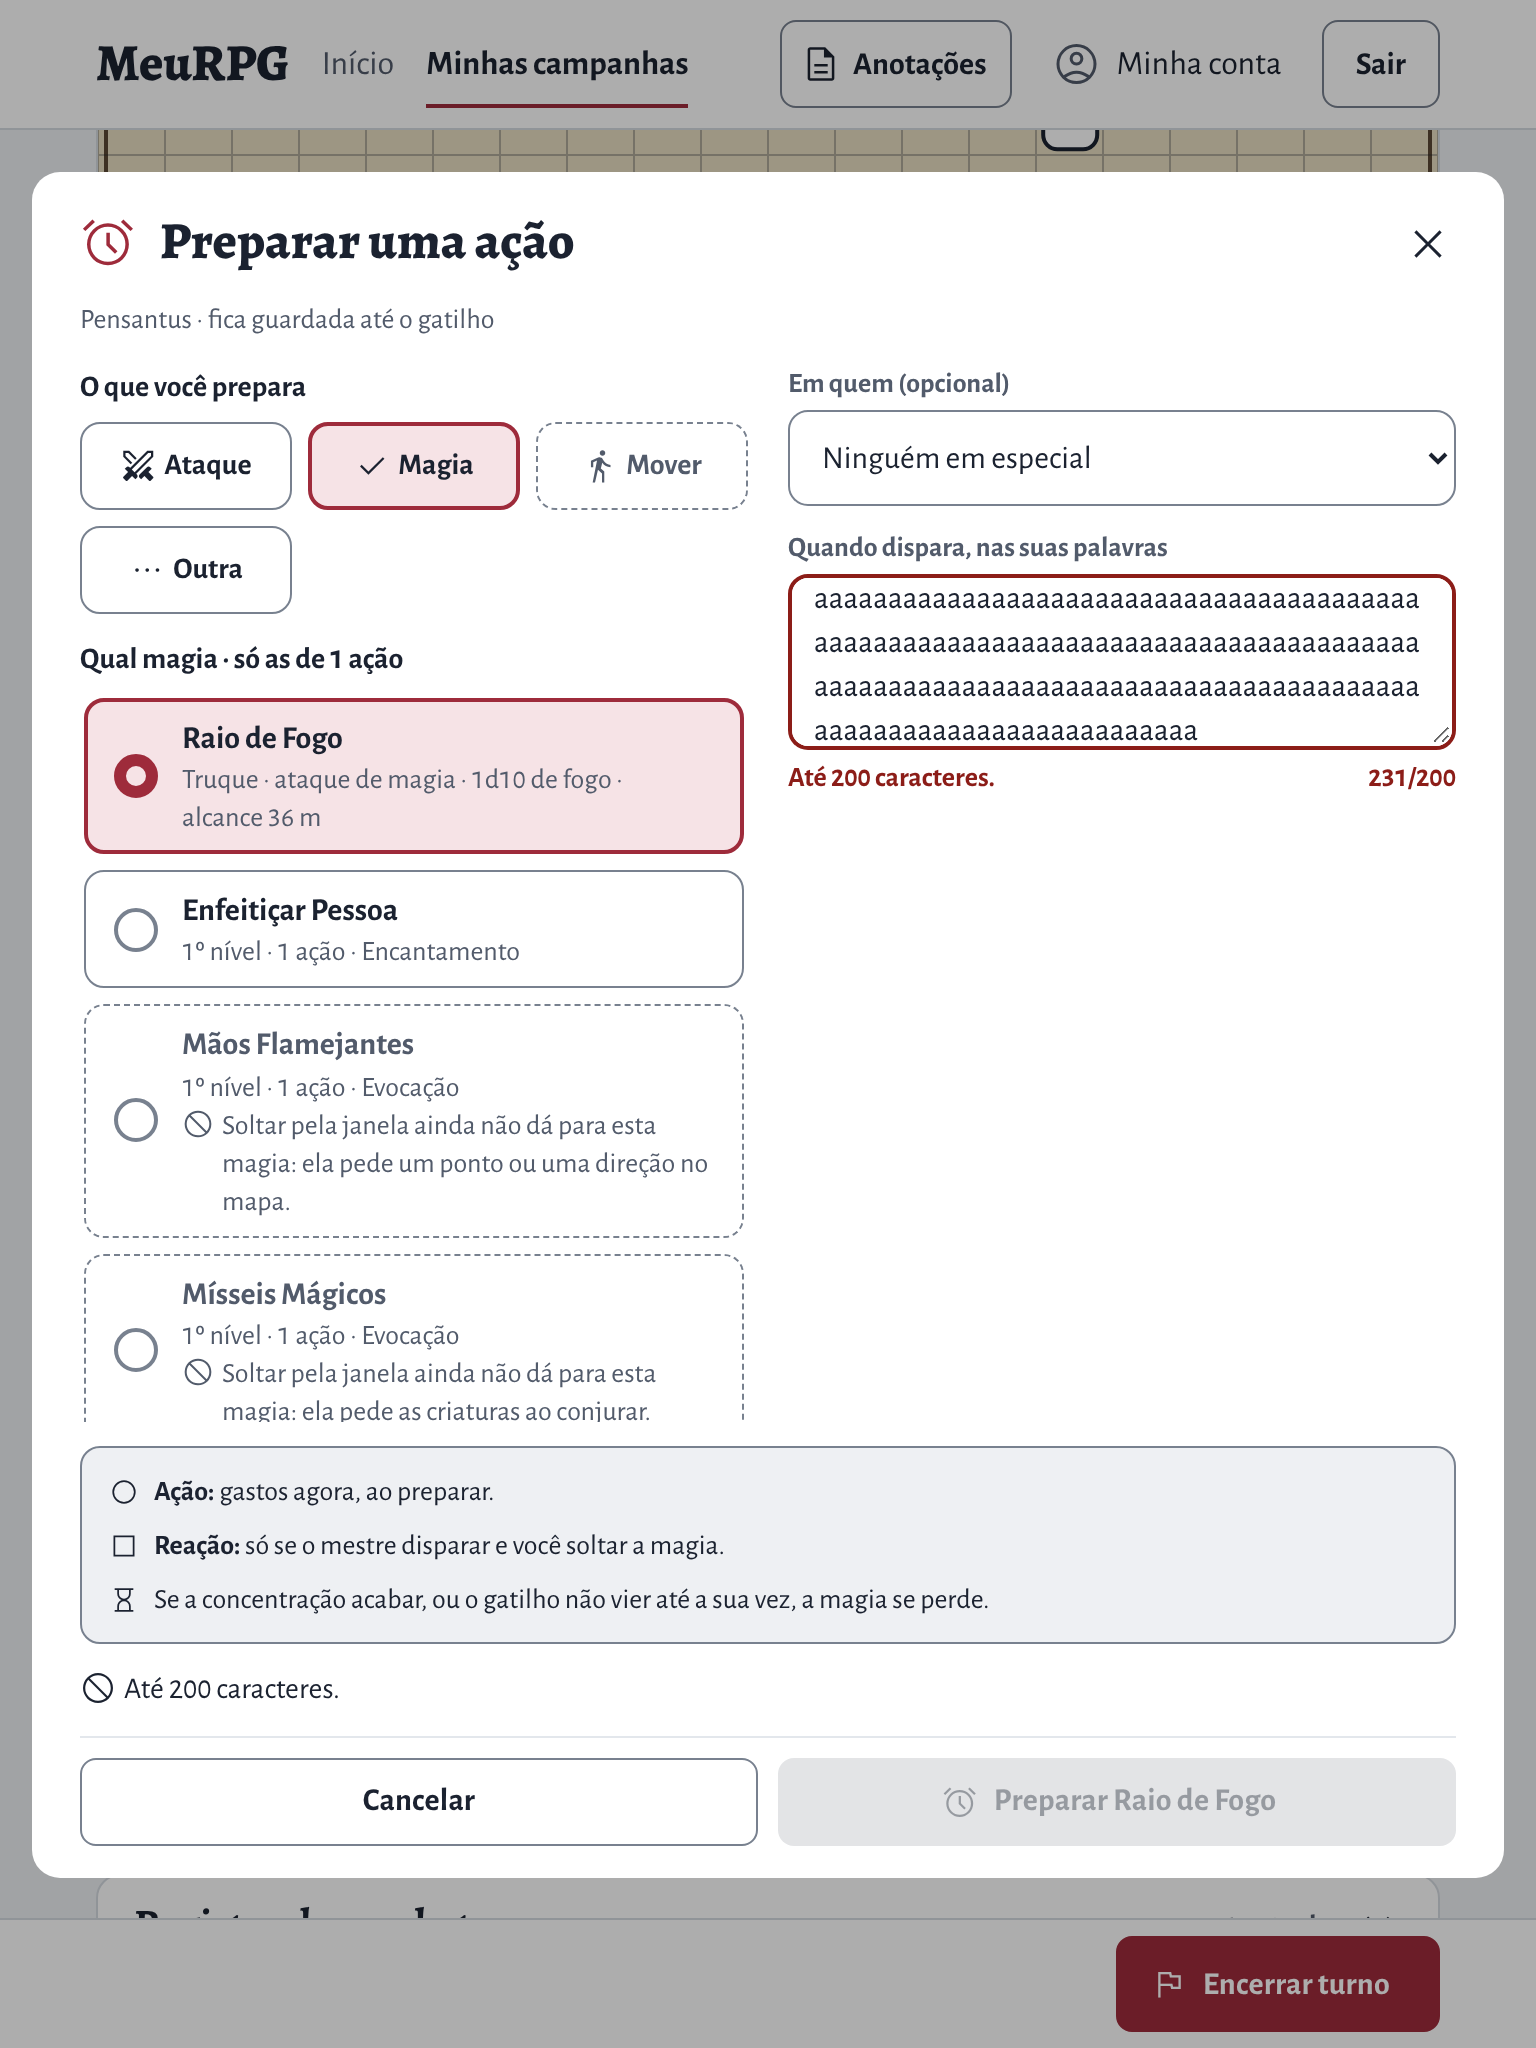 MeuRPG
Início
Minhas campanhas
Anotações
Minha conta
Sair
Preparar uma ação
Pensantus · fica guardada até o gatilho
O que você prepara
Ataque
Magia
Mover
Outra
Qual magia · só as de 1 ação
Raio de Fogo
Truque · ataque de magia · 1d10 de fogo ·
alcance 36 m
Enfeitiçar Pessoa
1º nível · 1 ação · Encantamento
Mãos Flamejantes
1º nível · 1 ação · Evocação
Soltar pela janela ainda não dá para esta
magia: ela pede um ponto ou uma direção no
mapa.
Mísseis Mágicos
1º nível · 1 ação · Evocação
Soltar pela janela ainda não dá para esta
magia: ela pede as criaturas ao conjurar.
Em quem (opcional)
Ninguém em especial
Quando dispara, nas suas palavras
aaaaaaaaaaaaaaaaaaaaaaaaaaaaaaaaaaaaaaaaa
aaaaaaaaaaaaaaaaaaaaaaaaaaaaaaaaaaaaaaaaa
aaaaaaaaaaaaaaaaaaaaaaaaaaaaaaaaaaaaaaaaa
aaaaaaaaaaaaaaaaaaaaaaaaaa
Até 200 caracteres.
231/200
Ação: gastos agora, ao preparar.
Reação: só se o mestre disparar e você soltar a magia.
Se a concentração acabar, ou o gatilho não vier até a sua vez, a magia se perde.
Até 200 caracteres.
Cancelar
Preparar Raio de Fogo
Encerrar turno